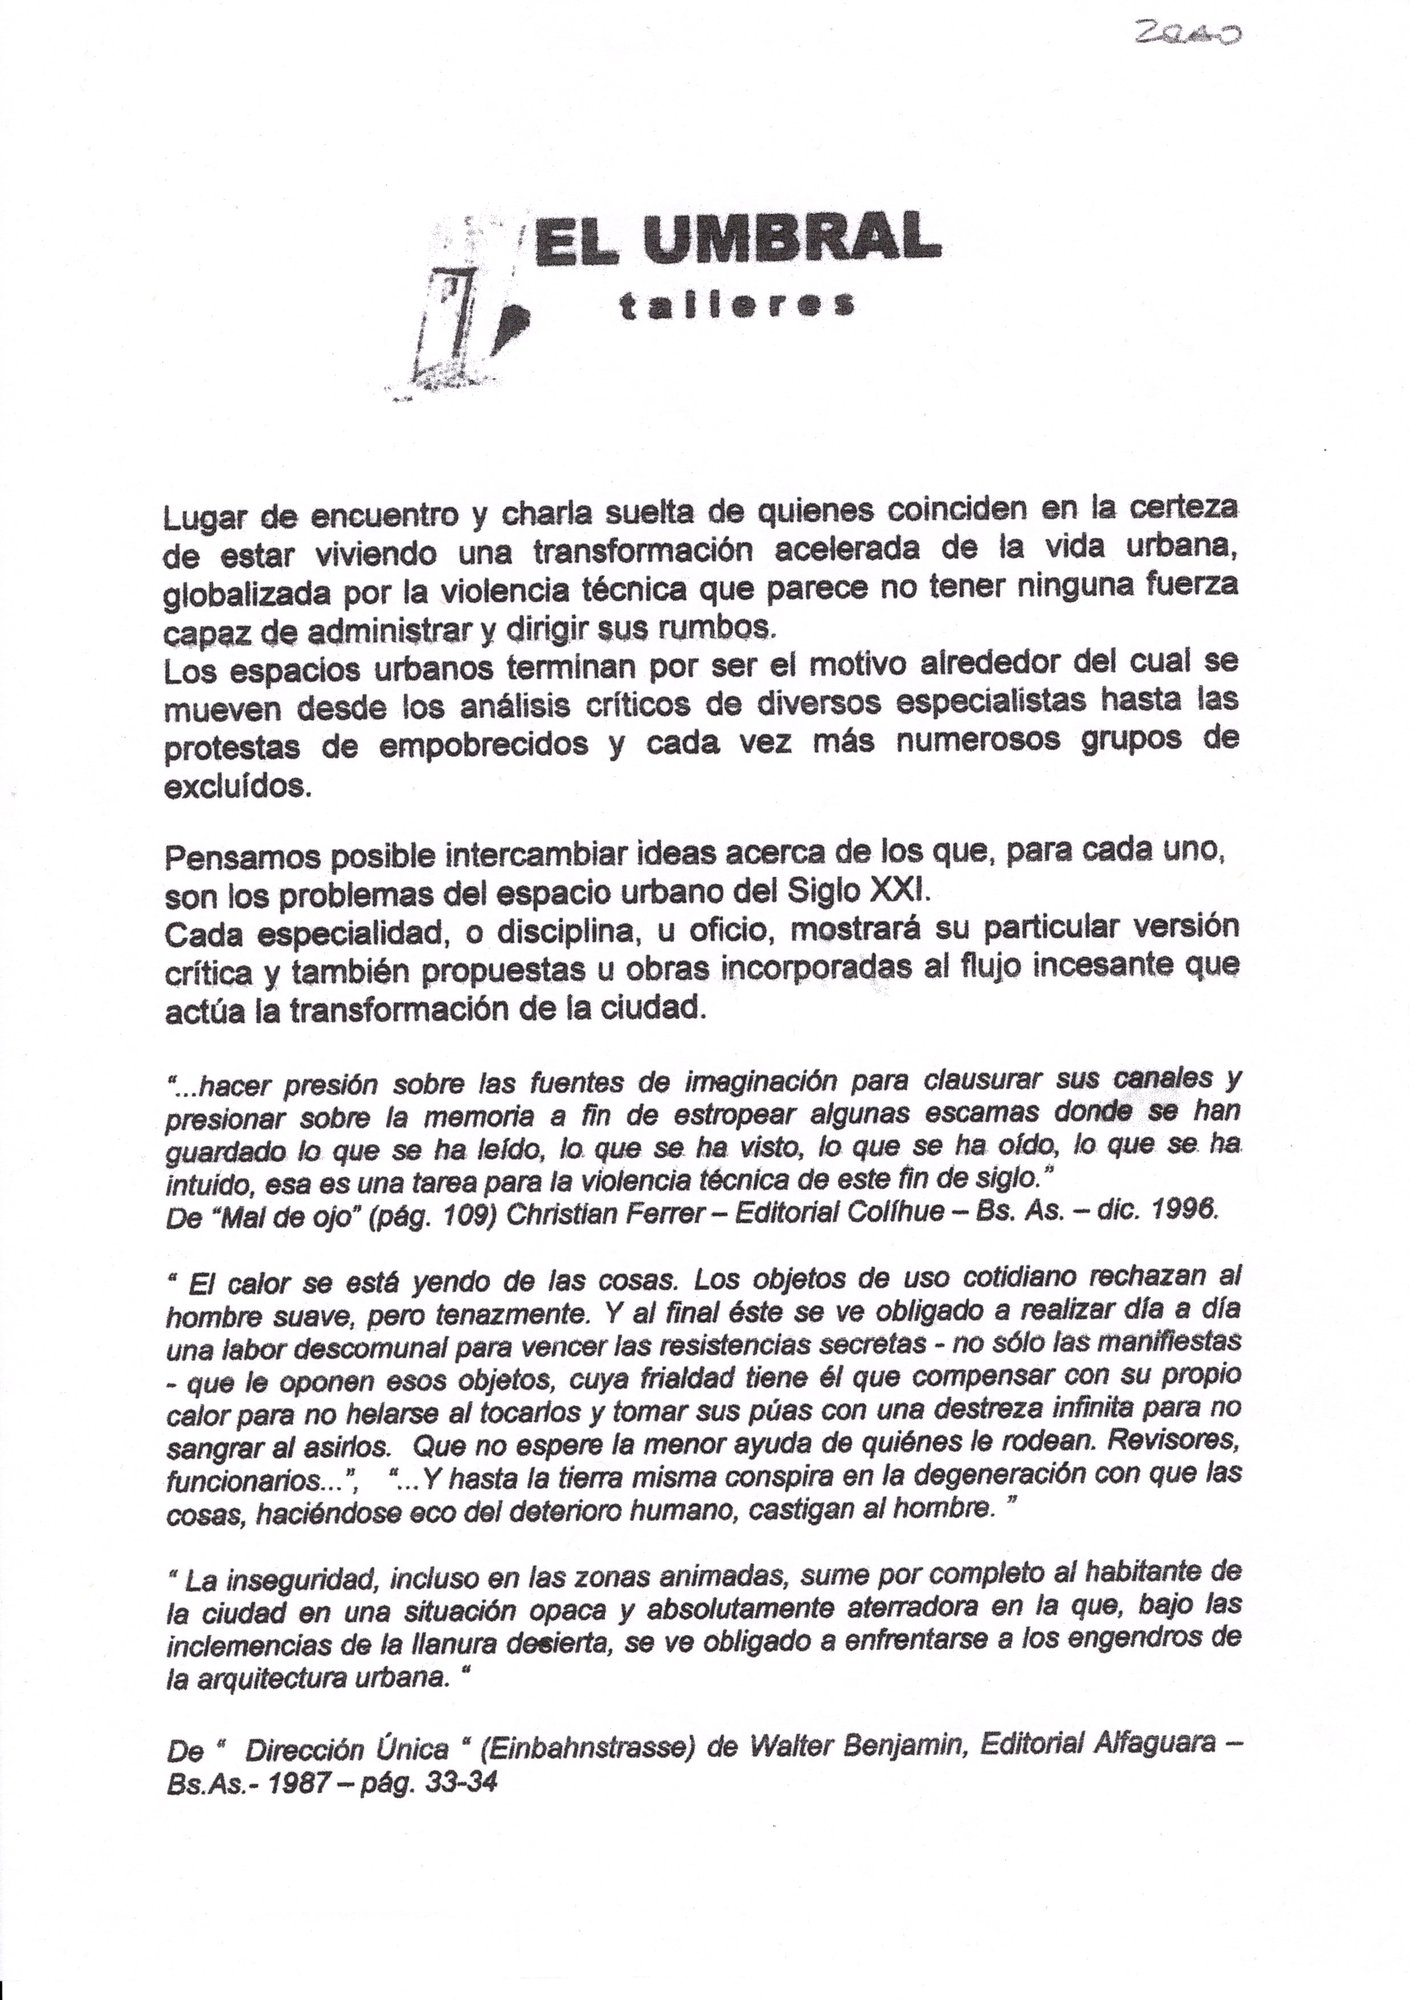 EL UMBRAL
talleres
Lugar de encuentro y charla suelta de quienes coinciden en la certeza
de estar viviendo una transformación acelerada de la vida urbana,
globalizada por la violencia técnica que parece no tener ninguna fuerza
capaz de administrar y dirigir sus rumbos.
Los espacios urbanos terminan por ser el motivo alrededor del cual se
mueven desde los análisis críticos de diversos especialistas hasta las
protestas de empobrecidos y cada vez más numerosos grupos de
excluídos.
Pensamos posible intercambiar ideas acerca de los que, para cada uno,
son los problemas del espacio urbano del Siglo XXI.
Cada especialidad, o disciplina, u oficio, mostrará su particular versión
crítica y también propuestas u obras incorporadas al flujo incesante que
actúa la transformación de la ciudad.
“...hacer presión sobre las fuentes de imaginación para clausurar sus canales y
presionar sobre la memoria a fin de estropear algunas escamas donde se han
guardado lo que se ha leído, lo que se ha visto, lo que se ha oído, lo que se ha
intuido, esa es una tarea para la violencia técnica de este fin de siglo.”
De “Mal de ojo” (pág. 109) Christian Ferrer – Editorial Colíhue – Bs. As. – dic. 1996.
“ El calor se está yendo de las cosas. Los objetos de uso cotidiano rechazan al
hombre suave, pero tenazmente. Y al final éste se ve obligado a realizar día a día
una labor descomunal para vencer las resistencias secretas - no sólo las manifiestas
- que le oponen esos objetos, cuya frialdad tiene él que compensar con su propio
calor para no helarse al tocarlos y tomar sus púas con una destreza infinita para no
sangrar al asirlos. Que no espere la menor ayuda de quiénes le rodean. Revisores,
funcionarios...”, “...Y hasta la tierra misma conspira en la degeneración con que las
cosas, haciéndose eco del deterioro humano, castigan al hombre. ”
“ La inseguridad, incluso en las zonas animadas, sume por completo al habitante de
la ciudad en una situación opaca y absolutamente aterradora en la que, bajo las
inclemencias de la llanura desierta, se ve obligado a enfrentarse a los engendros de
la arquitectura urbana. “
De “ Dirección Única “ (Einbahnstrasse) de Walter Benjamin, Editorial Alfaguara –
Bs.As.- 1987 – pág. 33-34